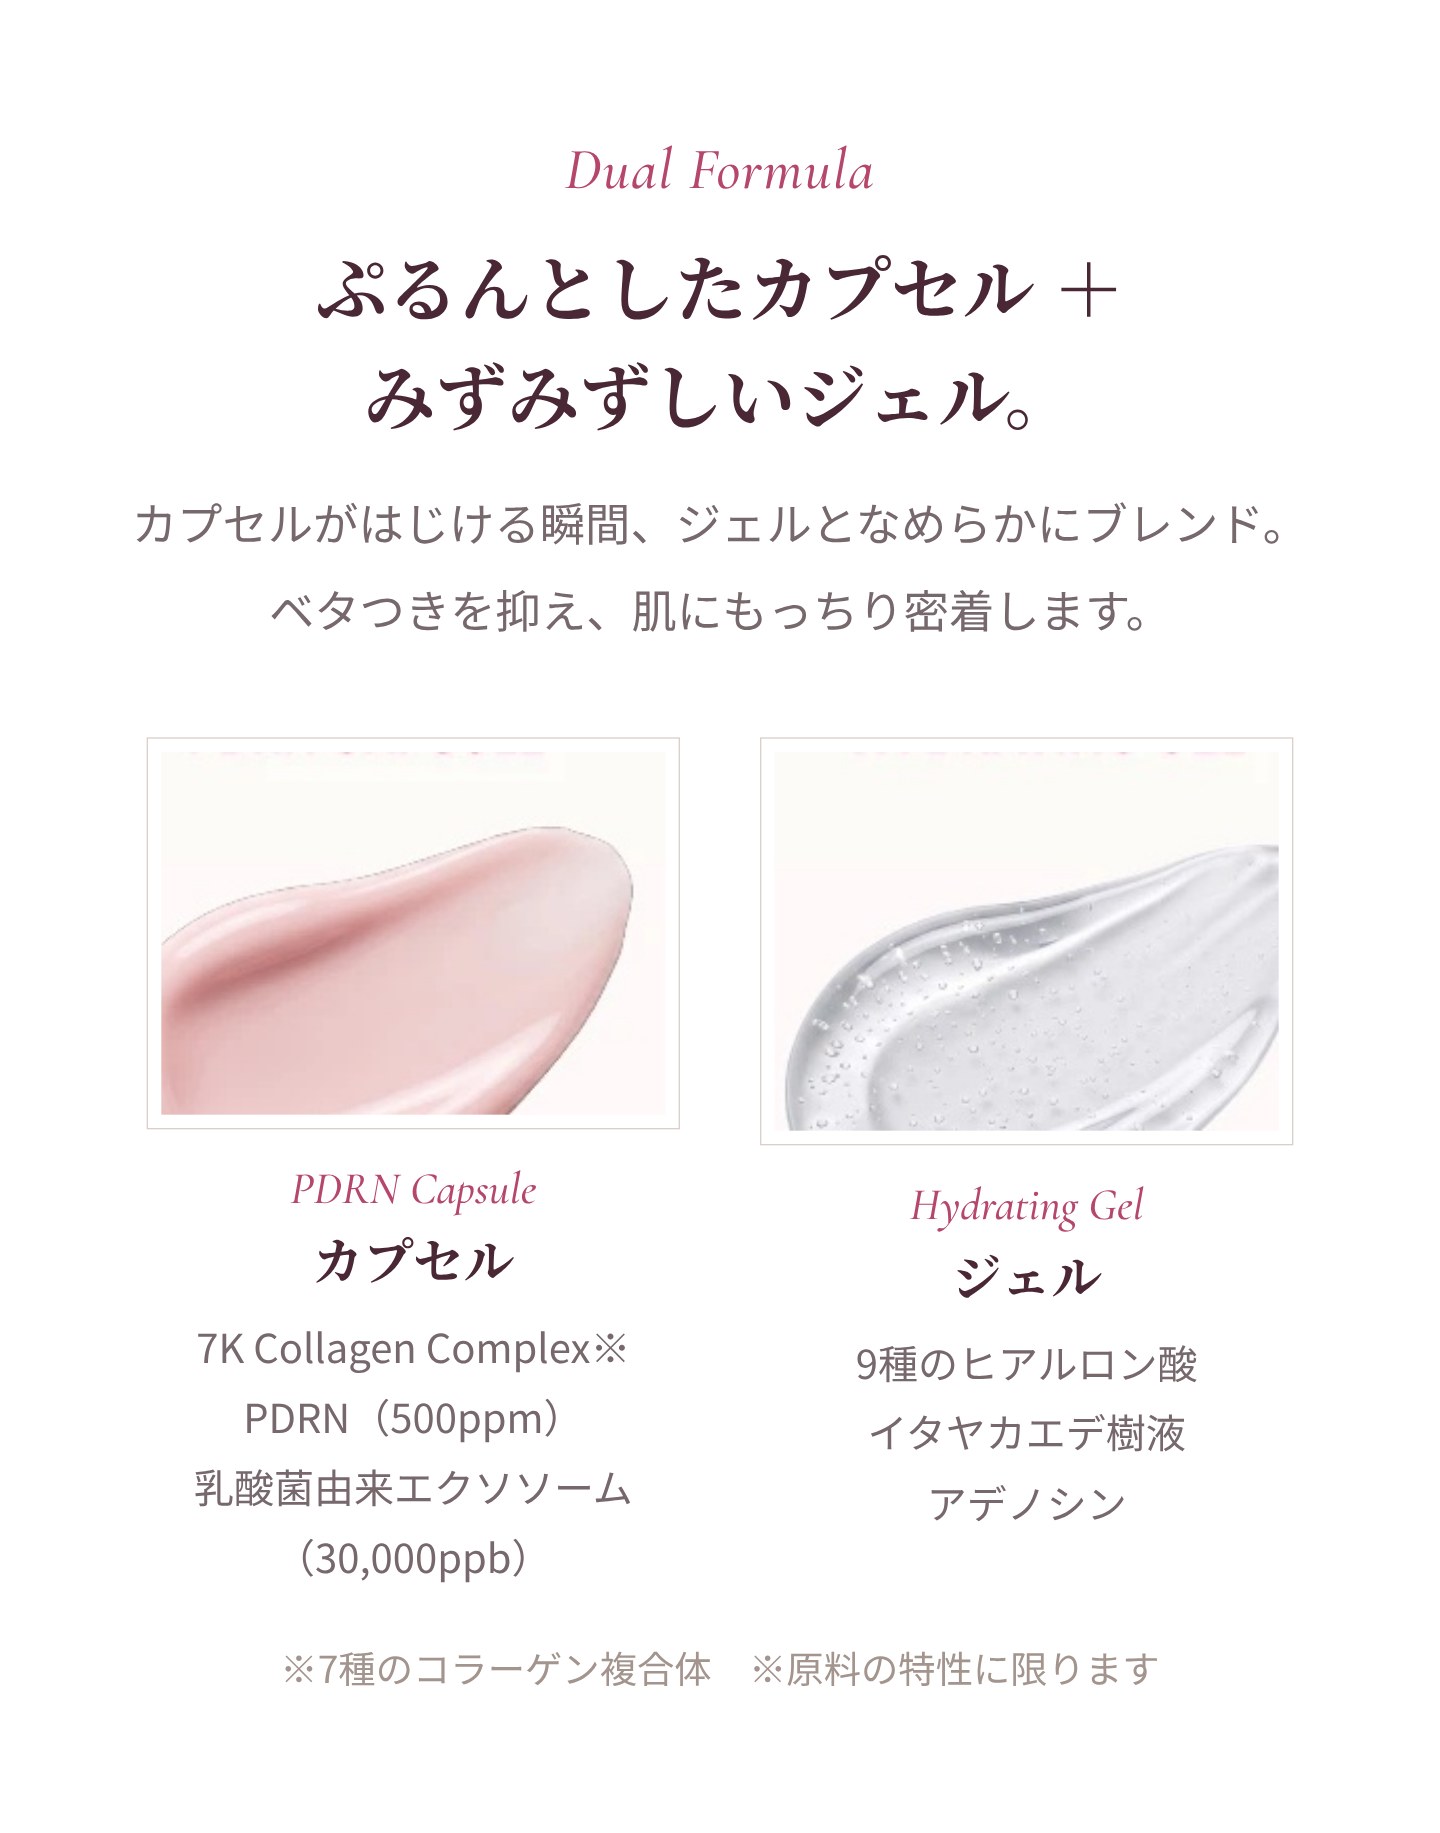 Dual Formula
ぷるんとしたカプセル ＋
みずみずしいジェル。
カプセルがはじける瞬間、ジェルとなめらかにブレンド。
ベタつきを抑え、肌にもっちり密着します。
PDRN Capsule
カプセル
7K Collagen Complex※
PDRN（500ppm）
乳酸菌由来エクソソーム
（30,000ppb）
Hydrating Gel
ジェル
9種のヒアルロン酸
イタヤカエデ樹液
アデノシン
※7種のコラーゲン複合体　※原料の特性に限ります